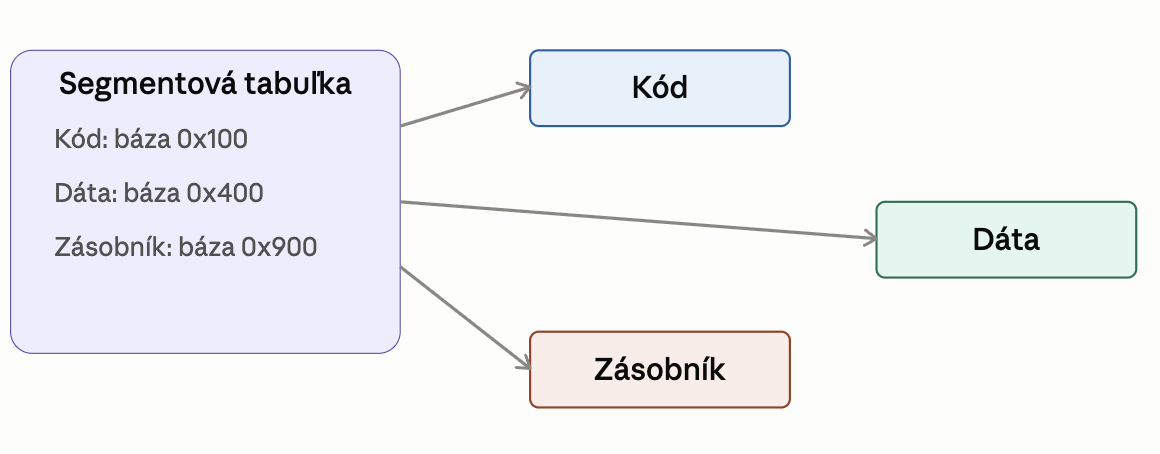 Segmentová tabuľka
Kód: báza 0x100
Dáta: báza 0x400
Zásobník: báza 0x900
Kód
Dáta
Zásobník